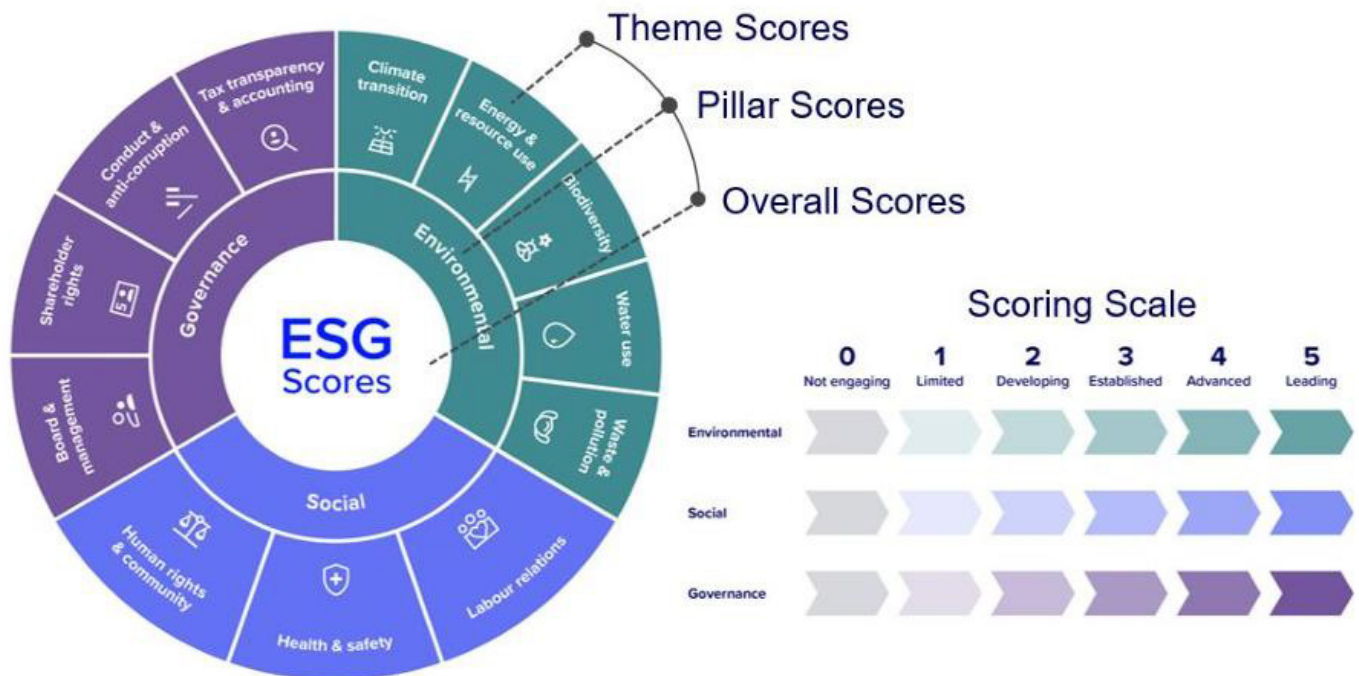 Theme Scores
Pillar Scores
Overall Scores
Tax transparency
& accounting
Climate
transition
Energy &
resource use
Biodiversity
Water use
Waste &
pollution
Labour relations
Health & safety
Human rights
& community
Board &
management
Shareholder
rights
Conduct &
anti-corruption
Governance
Environmental
Social
ESG
Scores
Scoring Scale
0 1 2 3 4 5
Not engaging Limited Developing Established Advanced Leading
Environmental
Social
Governance